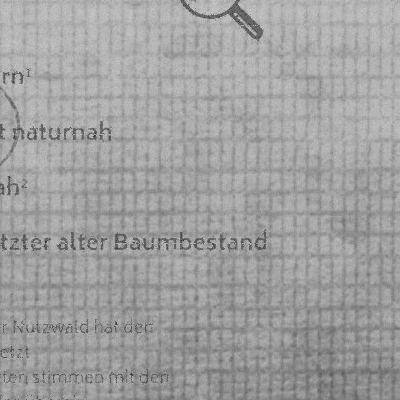 rn¹
t naturnah
ah²
tzter alter Baumbestand
r Nutzwald hat den
etzt
ten stimmen mit den